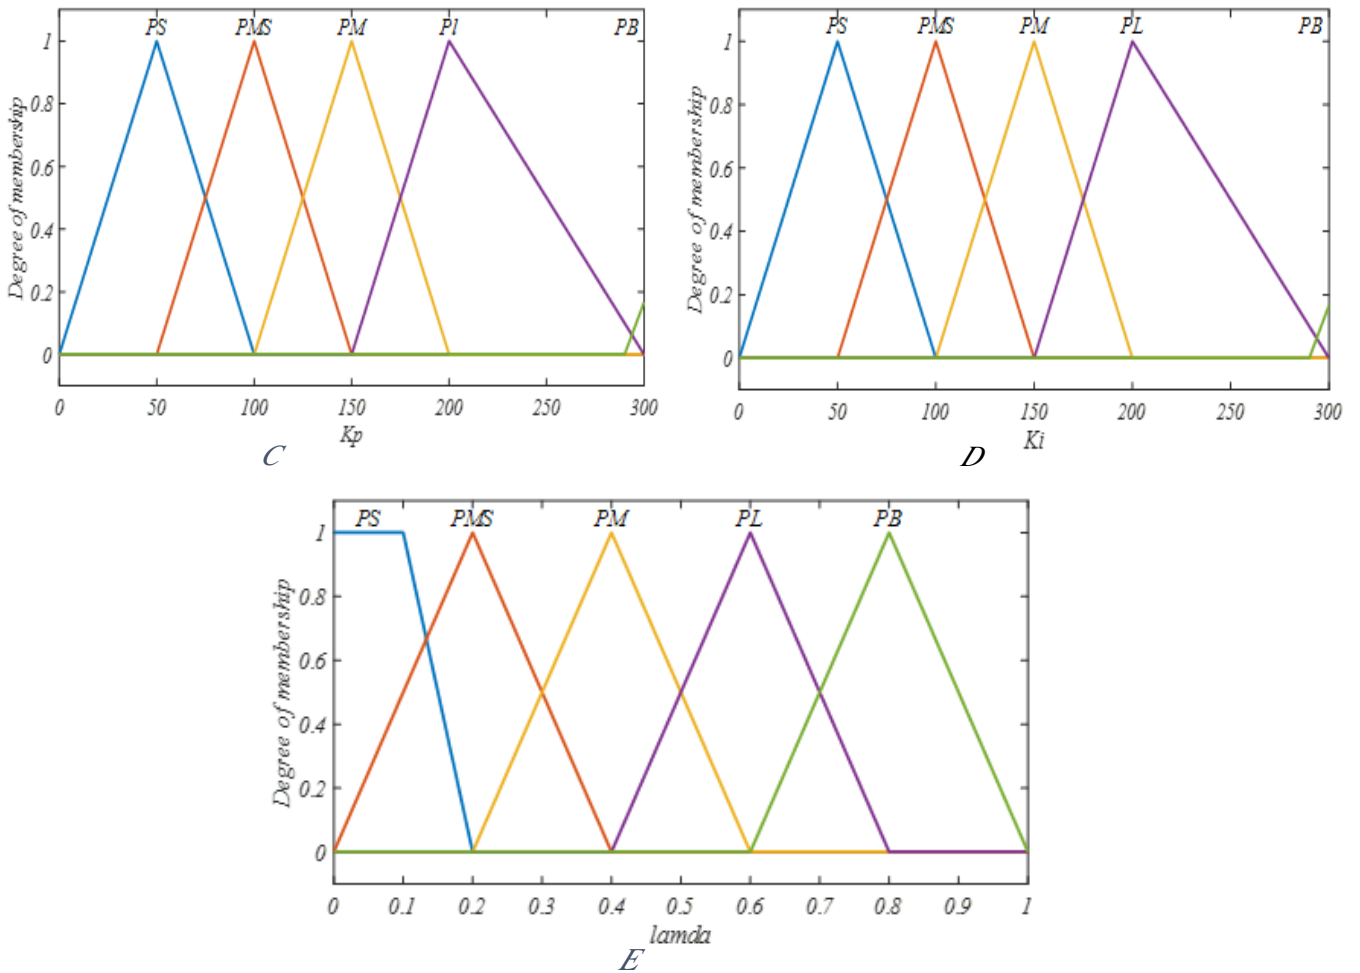 PS PMS PM Pl PB
1
0.8
0.6
0.4
0.2
0
Degree of membership
0 50 100 150 200 250 300
Kp
C
PS PMS PM PL PB
1
0.8
0.6
0.4
0.2
0
Degree of membership
0 50 100 150 200 250 300
Ki
D
PS PMS PM PL PB
1
0.8
0.6
0.4
0.2
0
Degree of membership
0 0.1 0.2 0.3 0.4 0.5 0.6 0.7 0.8 0.9 1
lamda
E